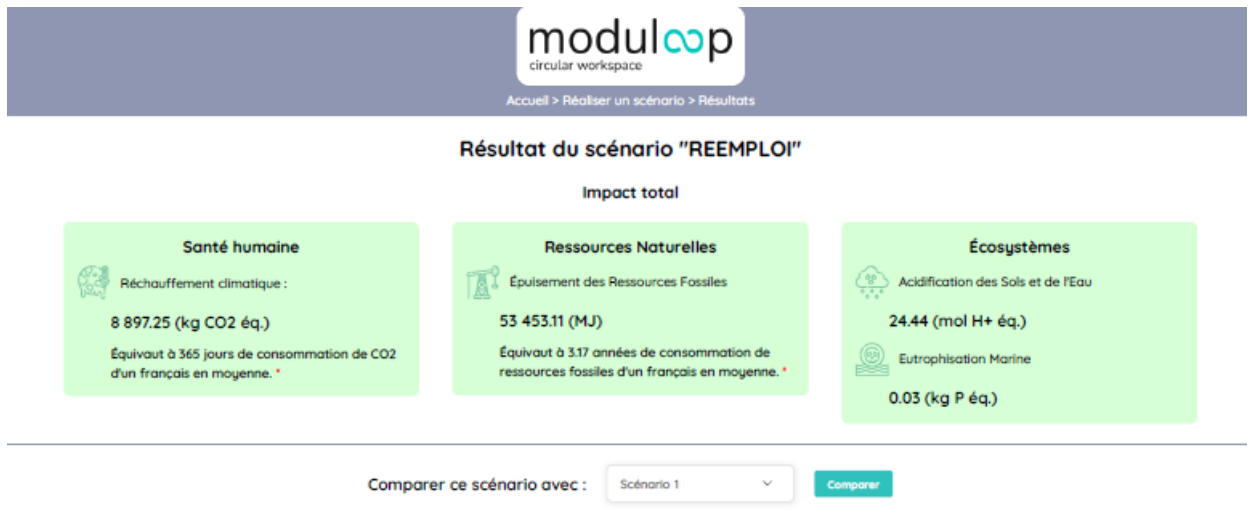 moduloop
circular workspace
Accueil > Réaliser un scénario > Résultats
Résultat du scénario "REEMPLOI"
Impact total
Santé humaine
Réchauffement climatique :
8 897.25 (kg CO2 éq.)
Équivaut à 365 jours de consommation de CO2
d'un français en moyenne. *
Ressources Naturelles
Épuisement des Ressources Fossiles
53 453.11 (MJ)
Équivaut à 3.17 années de consommation de
ressources fossiles d'un français en moyenne. *
Écosystèmes
Acidification des Sols et de l'Eau
24.44 (mol H+ éq.)
Eutrophisation Marine
0.03 (kg P éq.)
Comparer ce scénario avec :
Scénario 1
Comparer